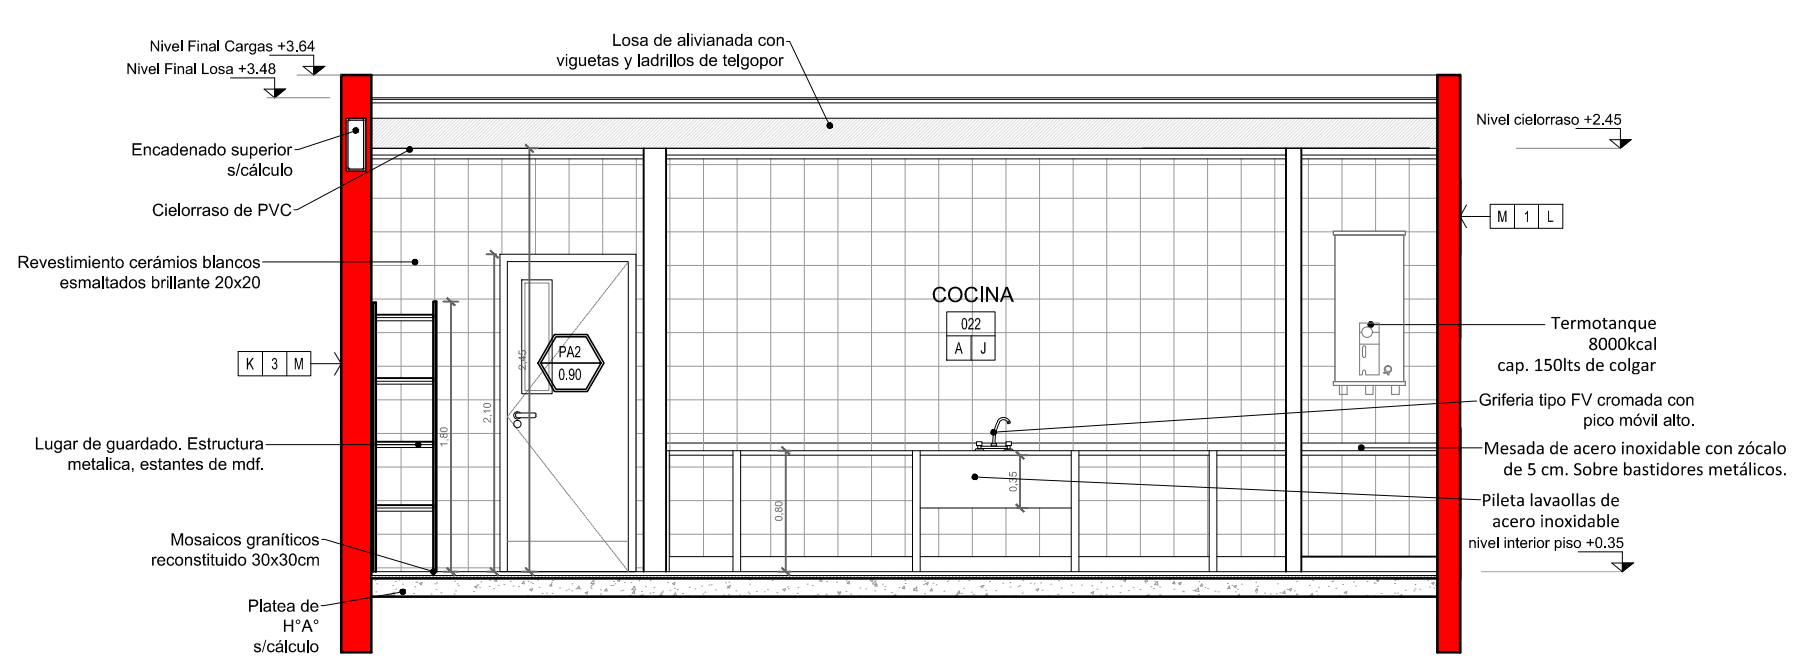 Nivel Final Cargas +3.64
Nivel Final Losa +3.48
Losa de alivianada con
viguetas y ladrillos de telgopor
Nivel cielorraso +2.45
Encadenado superior
s/cálculo
Cielorraso de PVC
M 1 L
Revestimiento cerámios blancos
esmaltados brillante 20x20
COCINA
022
A J
PA2
0.90
2,45
2,10
1,80
K 3 M
Termotanque
8000kcal
cap. 150lts de colgar
Griferia tipo FV cromada con
pico móvil alto.
Lugar de guardado. Estructura
metalica, estantes de mdf.
Mesada de acero inoxidable con zócalo
de 5 cm. Sobre bastidores metálicos.
0,35
0,80
Pileta lavaollas de
acero inoxidable
nivel interior piso +0.35
Mosaicos graníticos
reconstituido 30x30cm
Platea de
H°A°
s/cálculo